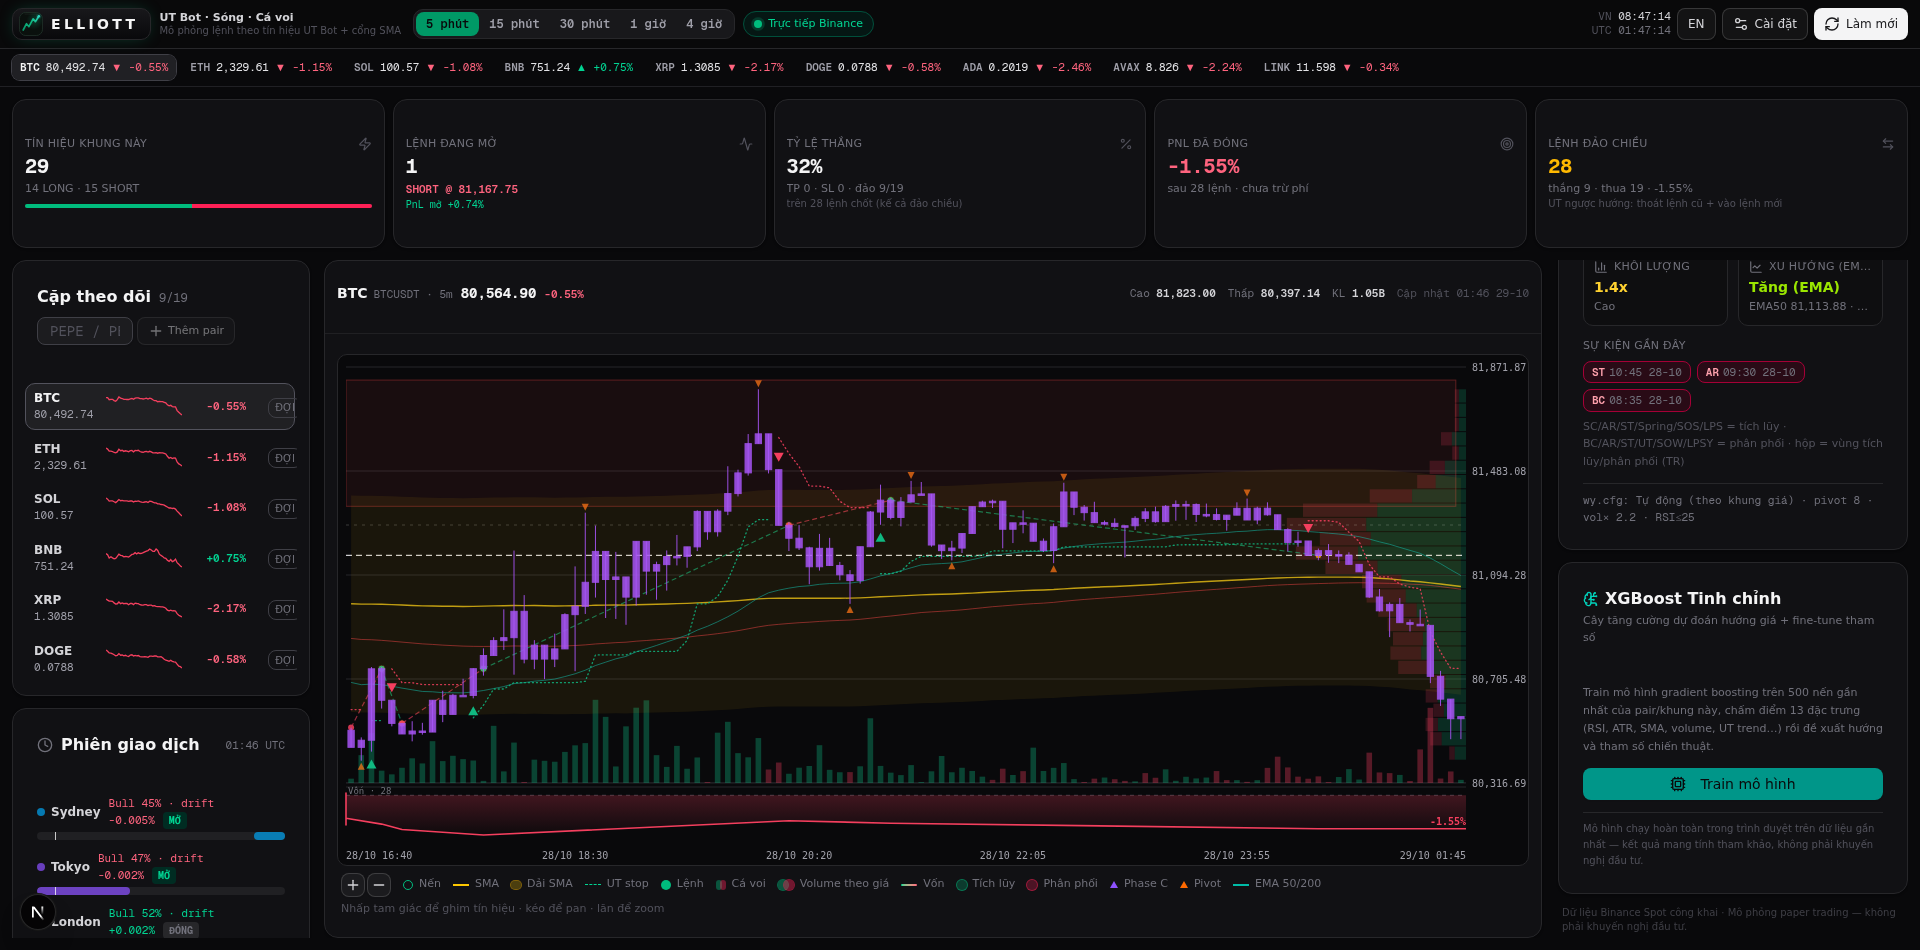 ELLIOTT
UT Bot · Sóng · Cá voi
Mô phỏng lệnh theo tín hiệu UT Bot + cổng SMA
5 phút 15 phút 30 phút 1 giờ 4 giờ
Trực tiếp Binance
VN 08:47:14
UTC 01:47:14
EN
Cài đặt
Làm mới
BTC 80,492.74 ▼ -0.55% ETH 2,329.61 ▼ -1.15% SOL 100.57 ▼ -1.08% BNB 751.24 ▲ +0.75% XRP 1.3085 ▼ -2.17% DOGE 0.0788 ▼ -0.58% ADA 0.2019 ▼ -2.46% AVAX 8.826 ▼ -2.24% LINK 11.598 ▼ -0.34%
TÍN HIỆU KHUNG NÀY
29
14 LONG · 15 SHORT
LỆNH ĐANG MỞ
1
SHORT @ 81,167.75
PnL mở +0.74%
TỶ LỆ THẮNG
32%
TP 0 · SL 0 · đảo 9/19
trên 28 lệnh chốt (kể cả đảo chiều)
PNL ĐÃ ĐÓNG
-1.55%
sau 28 lệnh · chưa trừ phí
LỆNH ĐẢO CHIỀU
28
thắng 9 · thua 19 · -1.55%
UT ngược hướng: thoát lệnh cũ + vào lệnh mới
Cặp theo dõi 9/19
PEPE / PI
Thêm pair
BTC
80,492.74
-0.55%
ĐỢI
ETH
2,329.61
-1.15%
ĐỢI
SOL
100.57
-1.08%
ĐỢI
BNB
751.24
+0.75%
ĐỢI
XRP
1.3085
-2.17%
ĐỢI
DOGE
0.0788
-0.58%
ĐỢI
Phiên giao dịch 01:46 UTC
Sydney
Bull 45% · drift
-0.005% MỞ
Tokyo
Bull 47% · drift
-0.002% MỞ
London
Bull 52% · drift
+0.002% ĐÓNG
N
BTC BTCUSDT · 5m 80,564.90 -0.55%
Cao 81,823.00 Thấp 80,397.14 KL 1.05B Cập nhật 01:46 29-10
81,871.87
81,483.08
81,094.28
80,705.48
80,316.69
Vốn · 28
-1.55%
28/10 16:40 28/10 18:30 28/10 20:20 28/10 22:05 28/10 23:55 29/10 01:45
+ − Nến SMA Dải SMA UT stop Lệnh Cá voi Volume theo giá Vốn Tích lũy Phân phối Phase C Pivot EMA 50/200
Nhấp tam giác để ghim tín hiệu · kéo để pan · lăn để zoom
KHỐI LƯỢNG
1.4x
Cao
XU HƯỚNG (EM...
Tăng (EMA)
EMA50 81,113.88 · ...
SỰ KIỆN GẦN ĐÂY
ST 10:45 28-10
AR 09:30 28-10
BC 08:35 28-10
SC/AR/ST/Spring/SOS/LPS = tích lũy ·
BC/AR/ST/UT/SOW/LPSY = phân phối · hộp = vùng tích
lũy/phân phối (TR)
wy.cfg: Tự động (theo khung giá) · pivot 8 ·
vol× 2.2 · RSI≤25
XGBoost Tinh chỉnh
Cây tăng cường dự đoán hướng giá + fine-tune tham
số
Train mô hình gradient boosting trên 500 nến gần
nhất của pair/khung này, chấm điểm 13 đặc trưng
(RSI, ATR, SMA, volume, UT trend...) rồi đề xuất hướng
và tham số chiến thuật.
Train mô hình
Mô hình chạy hoàn toàn trong trình duyệt trên dữ liệu gần
nhất — kết quả mang tính tham khảo, không phải khuyến
nghị đầu tư.
Dữ liệu Binance Spot công khai · Mô phỏng paper trading — không
phải khuyến nghị đầu tư.